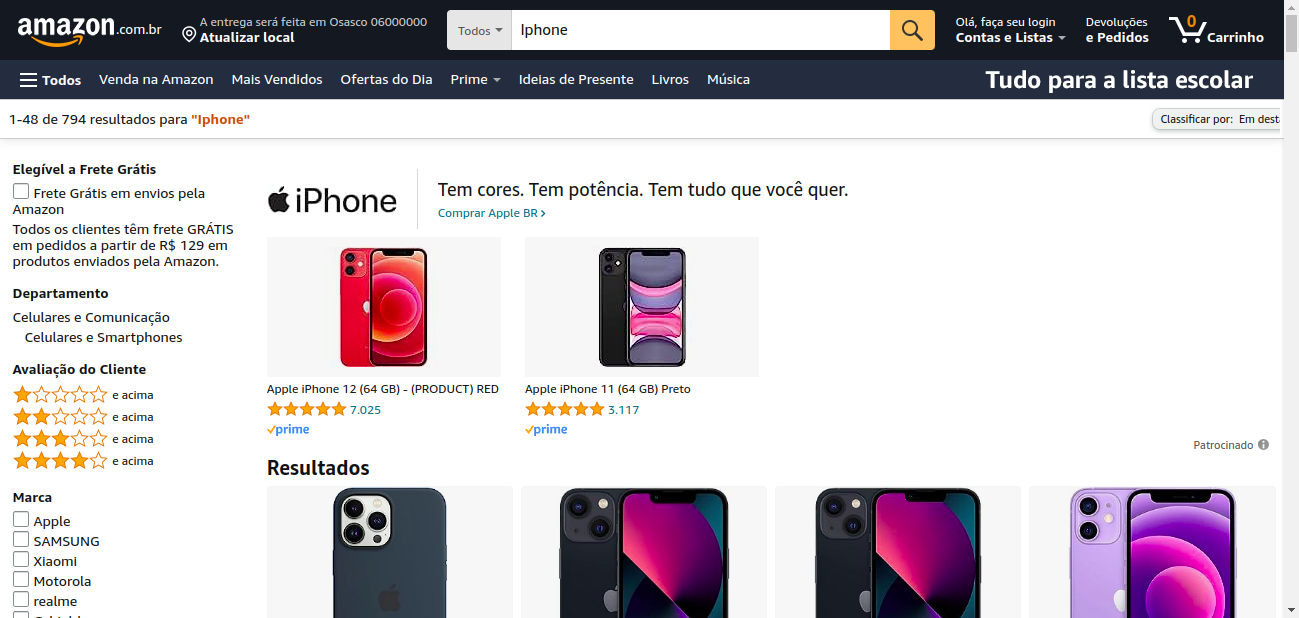 amazon.com.br
A entrega será feita em Osasco 06000000
Atualizar local
Todos
Iphone
Olá, faça seu login
Contas e Listas
Devoluções
e Pedidos
0
Carrinho
Todos
Venda na Amazon
Mais Vendidos
Ofertas do Dia
Prime
Ideias de Presente
Livros
Música
Tudo para a lista escolar
1-48 de 794 resultados para "Iphone"
Classificar por: Em dest
Elegível a Frete Grátis
Frete Grátis em envios pela
Amazon
Todos os clientes têm frete GRÁTIS
em pedidos a partir de R$ 129 em
produtos enviados pela Amazon.
Departamento
Celulares e Comunicação
Celulares e Smartphones
Avaliação do Cliente
e acima
e acima
e acima
e acima
Marca
Apple
SAMSUNG
Xiaomi
Motorola
realme
iPhone
Tem cores. Tem potência. Tem tudo que você quer.
Comprar Apple BR ›
Apple iPhone 12 (64 GB) - (PRODUCT) RED
7.025
prime
Apple iPhone 11 (64 GB) Preto
3.117
prime
Patrocinado
Resultados